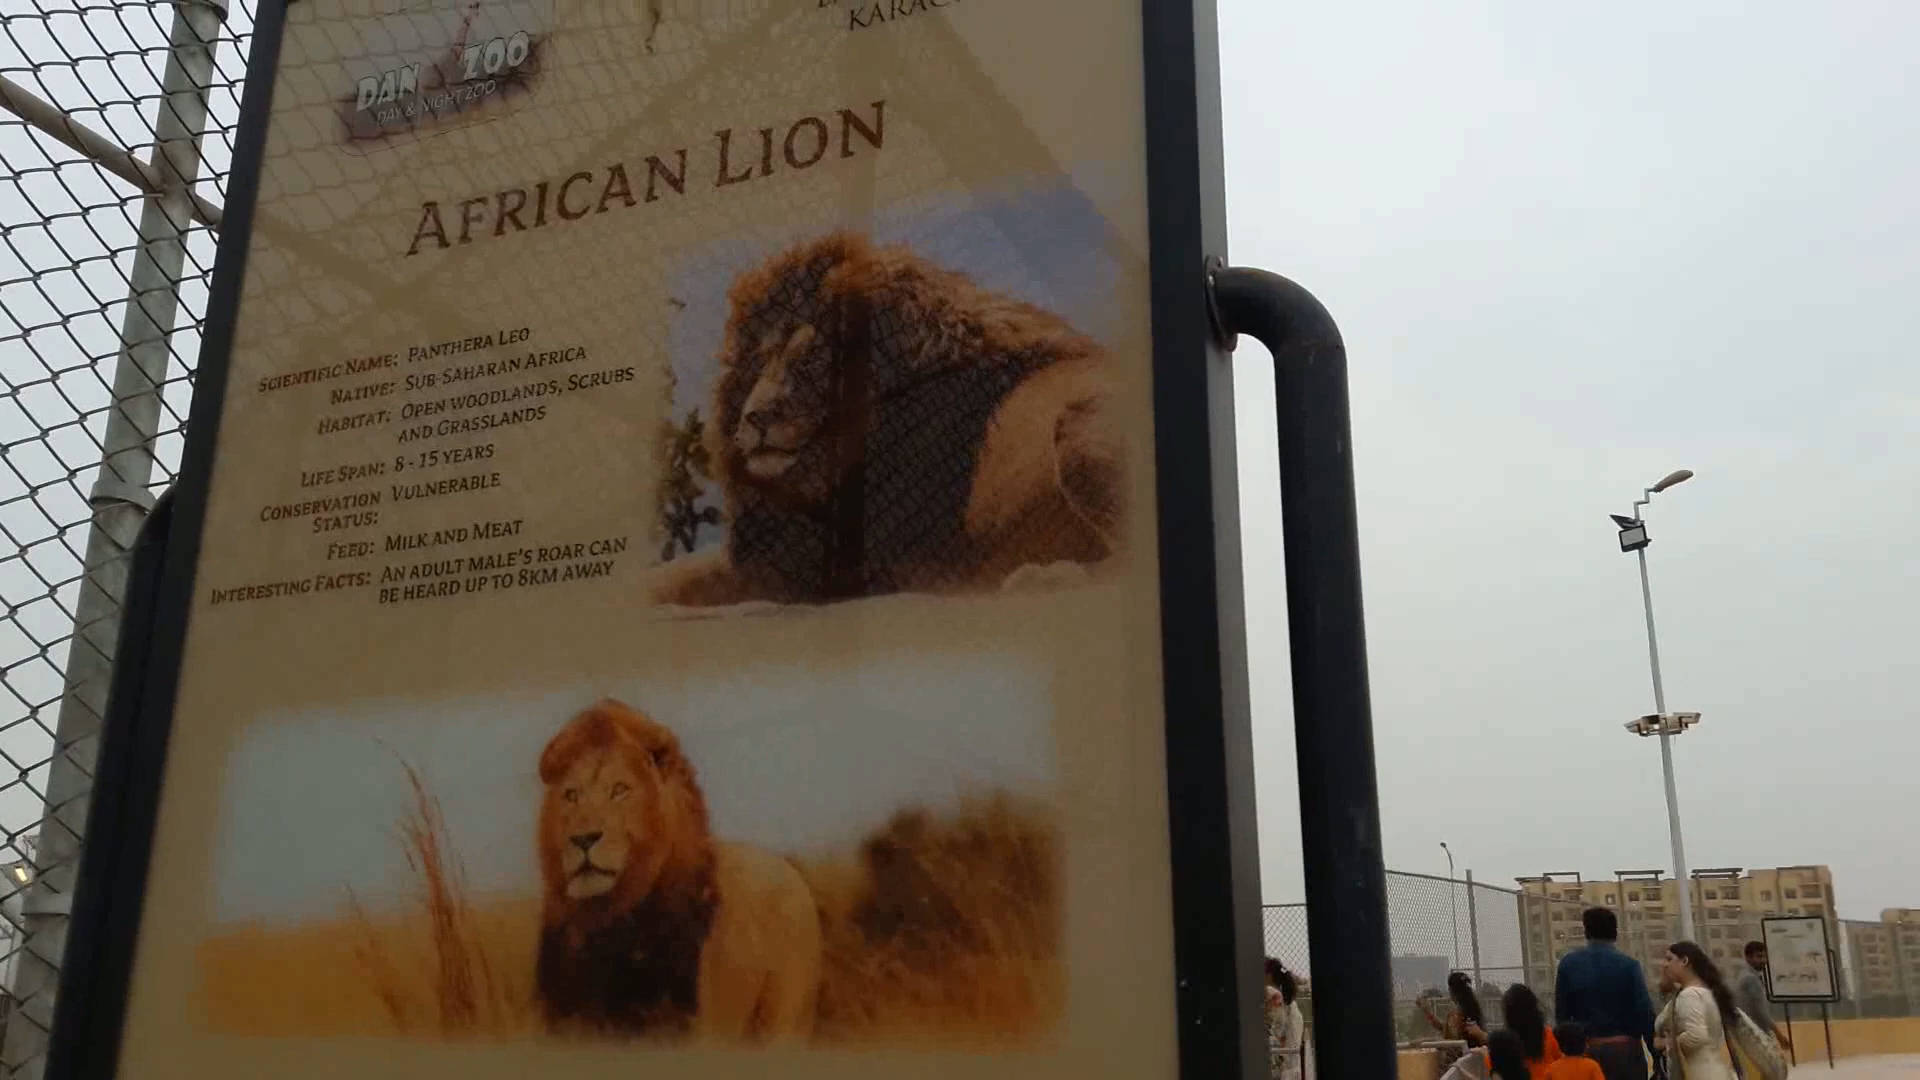 DAN ZOO
DAY & NIGHT ZOO
AFRICAN LION
SCIENTIFIC NAME: PANTHERA LEO
NATIVE: SUB-SAHARAN AFRICA
HABITAT: OPEN WOODLANDS, SCRUBS
AND GRASSLANDS
LIFE SPAN: 8 - 15 YEARS
CONSERVATION VULNERABLE
STATUS:
FEED: MILK AND MEAT
INTERESTING FACTS: AN ADULT MALE'S ROAR CAN
BE HEARD UP TO 8KM AWAY